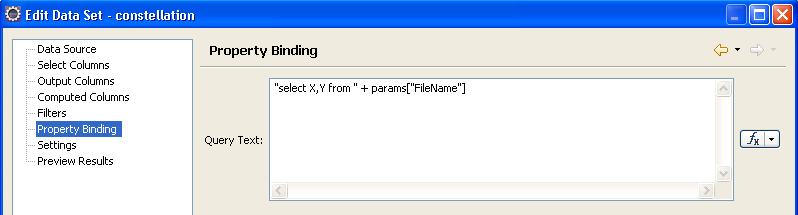 Edit Data Set - constellation
Data Source
Select Columns
Output Columns
Computed Columns
Filters
Property Binding
Settings
Preview Results
Property Binding
Query Text:
"select X,Y from " + params["FileName"]
fx